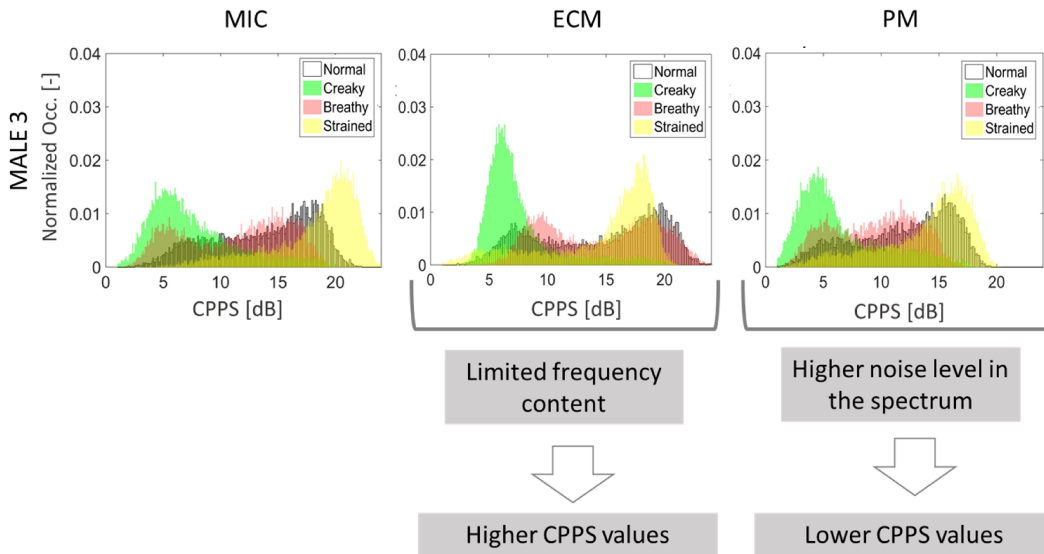 MIC
ECM
PM
MALE 3
Normalized Occ. [-]
0.04
0.03
0.02
0.01
0
Normal
Creaky
Breathy
Strained
5
10
15
20
CPPS [dB]
0.04
0.03
0.02
0.01
0
Normal
Creaky
Breathy
Strained
5
10
15
20
CPPS [dB]
0.04
0.03
0.02
0.01
0
Normal
Creaky
Breathy
Strained
5
10
15
20
CPPS [dB]
Limited frequency
content
Higher noise level in
the spectrum
Higher CPPS values
Lower CPPS values